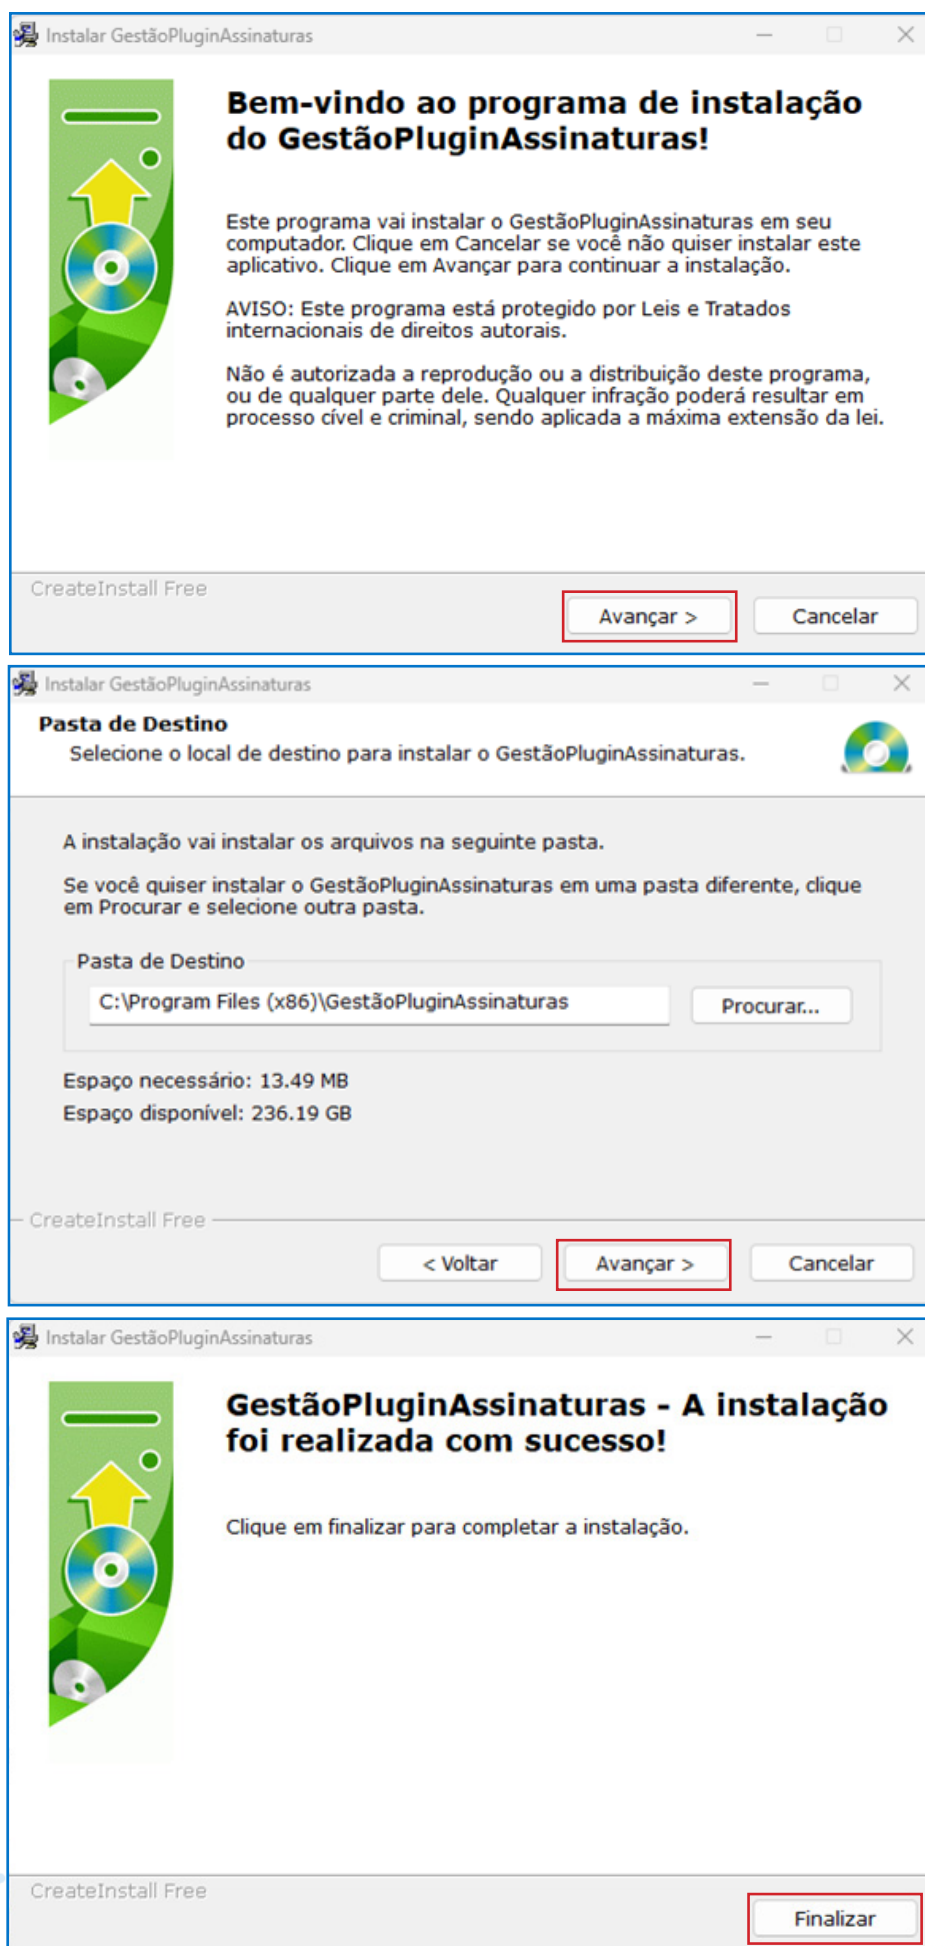 Instalar GestãoPluginAssinaturas
Bem-vindo ao programa de instalação
do GestãoPluginAssinaturas!
Este programa vai instalar o GestãoPluginAssinaturas em seu
computador. Clique em Cancelar se você não quiser instalar este
aplicativo. Clique em Avançar para continuar a instalação.
AVISO: Este programa está protegido por Leis e Tratados
internacionais de direitos autorais.
Não é autorizada a reprodução ou a distribuição deste programa,
ou de qualquer parte dele. Qualquer infração poderá resultar em
processo cível e criminal, sendo aplicada a máxima extensão da lei.
CreateInstall Free
Avançar > Cancelar
Instalar GestãoPluginAssinaturas
Pasta de Destino
Selecione o local de destino para instalar o GestãoPluginAssinaturas.
A instalação vai instalar os arquivos na seguinte pasta.
Se você quiser instalar o GestãoPluginAssinaturas em uma pasta diferente, clique
em Procurar e selecione outra pasta.
Pasta de Destino
C:\Program Files (x86)\GestãoPluginAssinaturas Procurar...
Espaço necessário: 13.49 MB
Espaço disponível: 236.19 GB
CreateInstall Free
< Voltar Avançar > Cancelar
Instalar GestãoPluginAssinaturas
GestãoPluginAssinaturas - A instalação
foi realizada com sucesso!
Clique em finalizar para completar a instalação.
CreateInstall Free
Finalizar